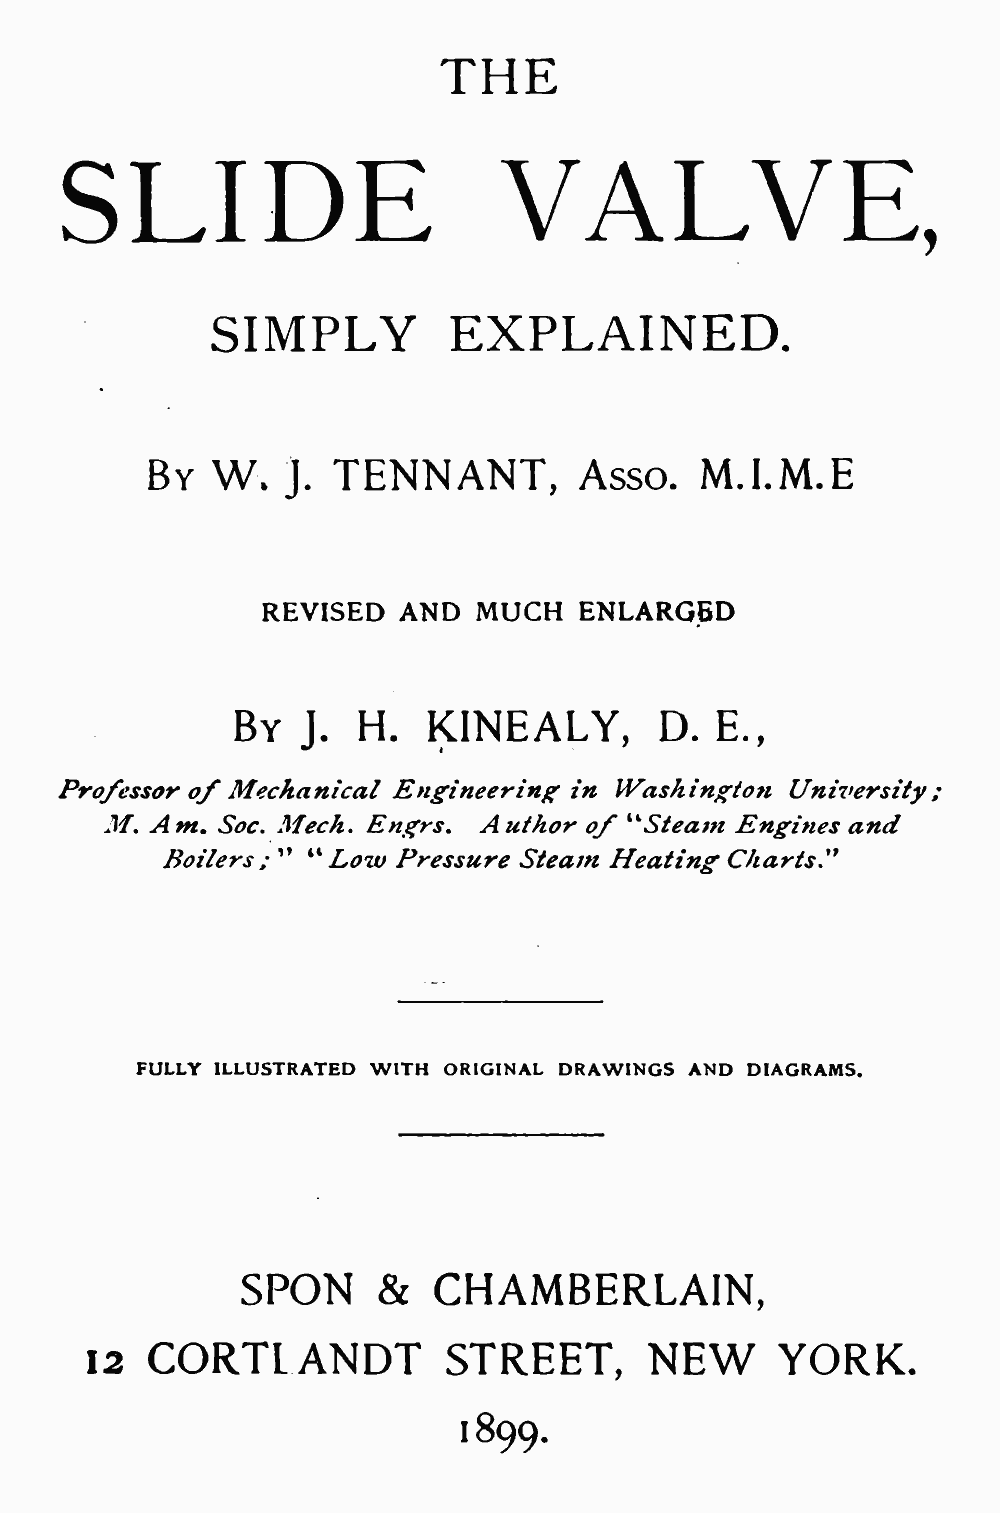 THE
SLIDE VALVE,
SIMPLY EXPLAINED.
By W. J. TENNANT, Asso. M.I.M.E
REVISED AND MUCH ENLARGED
By J. H. KINEALY, D. E.,
Professor of Mechanical Engineering in Washington University;
M. Am. Soc. Mech. Engrs. Author of "Steam Engines and
Boilers;" "Low Pressure Steam Heating Charts."
FULLY ILLUSTRATED WITH ORIGINAL DRAWINGS AND DIAGRAMS.
SPON & CHAMBERLAIN,
12 CORTLANDT STREET, NEW YORK.
1899.